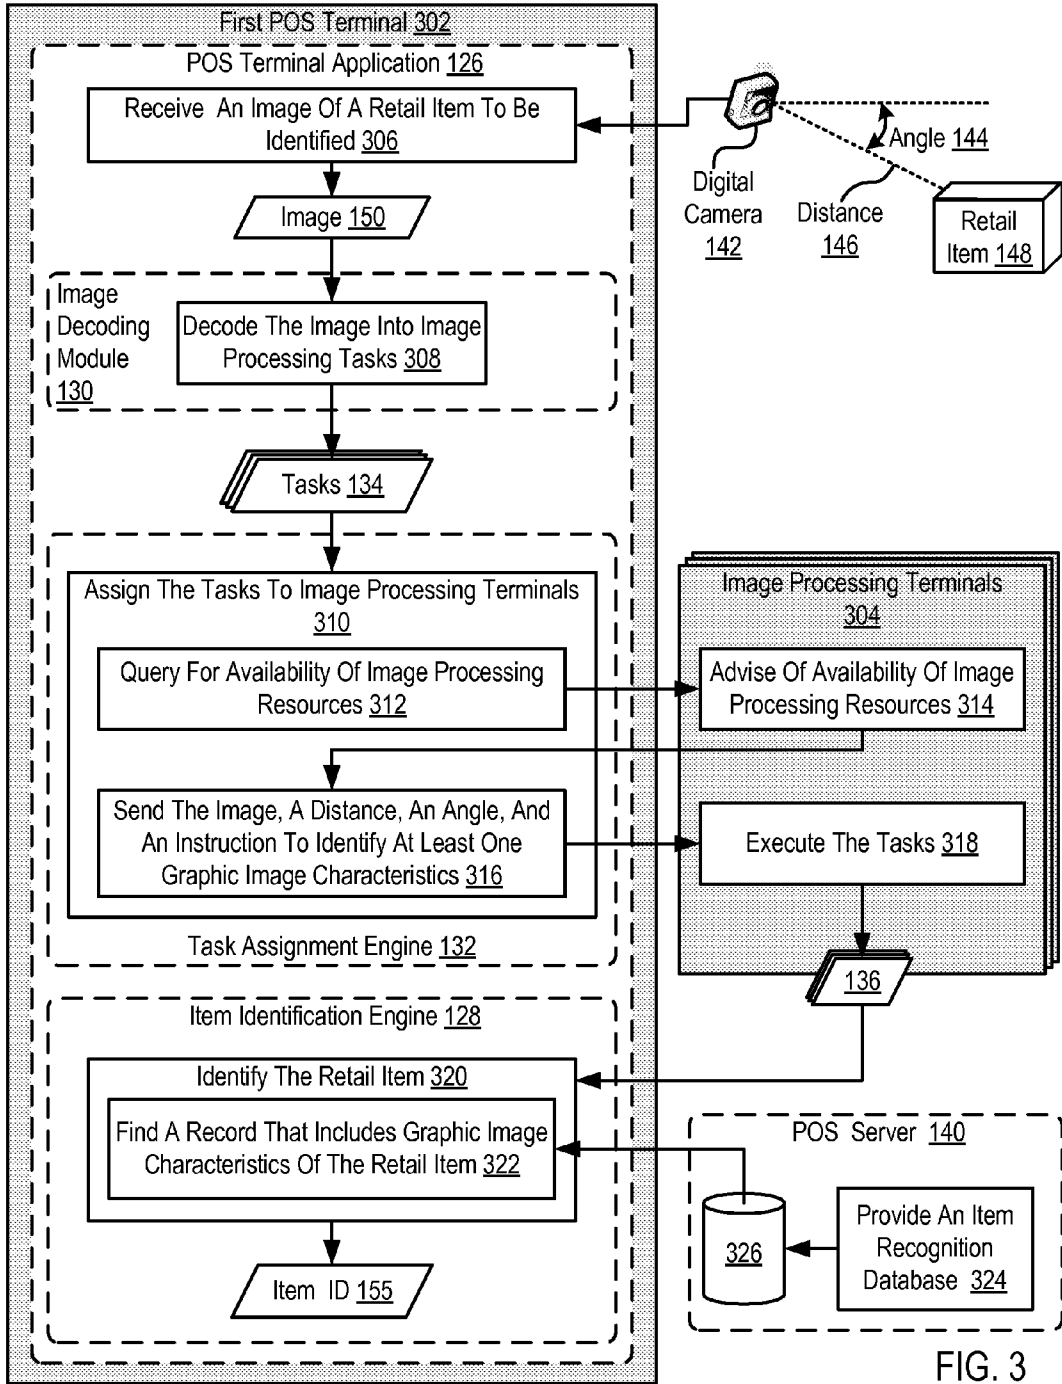 First POS Terminal 302
POS Terminal Application 126
Receive An Image Of A Retail Item To Be
Identified 306
Image 150
Image
Decoding
Module
130
Decode The Image Into Image
Processing Tasks 308
Tasks 134
Assign The Tasks To Image Processing Terminals
310
Query For Availability Of Image Processing
Resources 312
Send The Image, A Distance, An Angle, And
An Instruction To Identify At Least One
Graphic Image Characteristics 316
Task Assignment Engine 132
Item Identification Engine 128
Identify The Retail Item 320
Find A Record That Includes Graphic Image
Characteristics Of The Retail Item 322
Item ID 155
Digital
Camera
142
Angle 144
Distance
146
Retail
Item 148
Image Processing Terminals
304
Advise Of Availability Of Image
Processing Resources 314
Execute The Tasks 318
136
POS Server 140
326
Provide An Item
Recognition
Database 324
FIG. 3